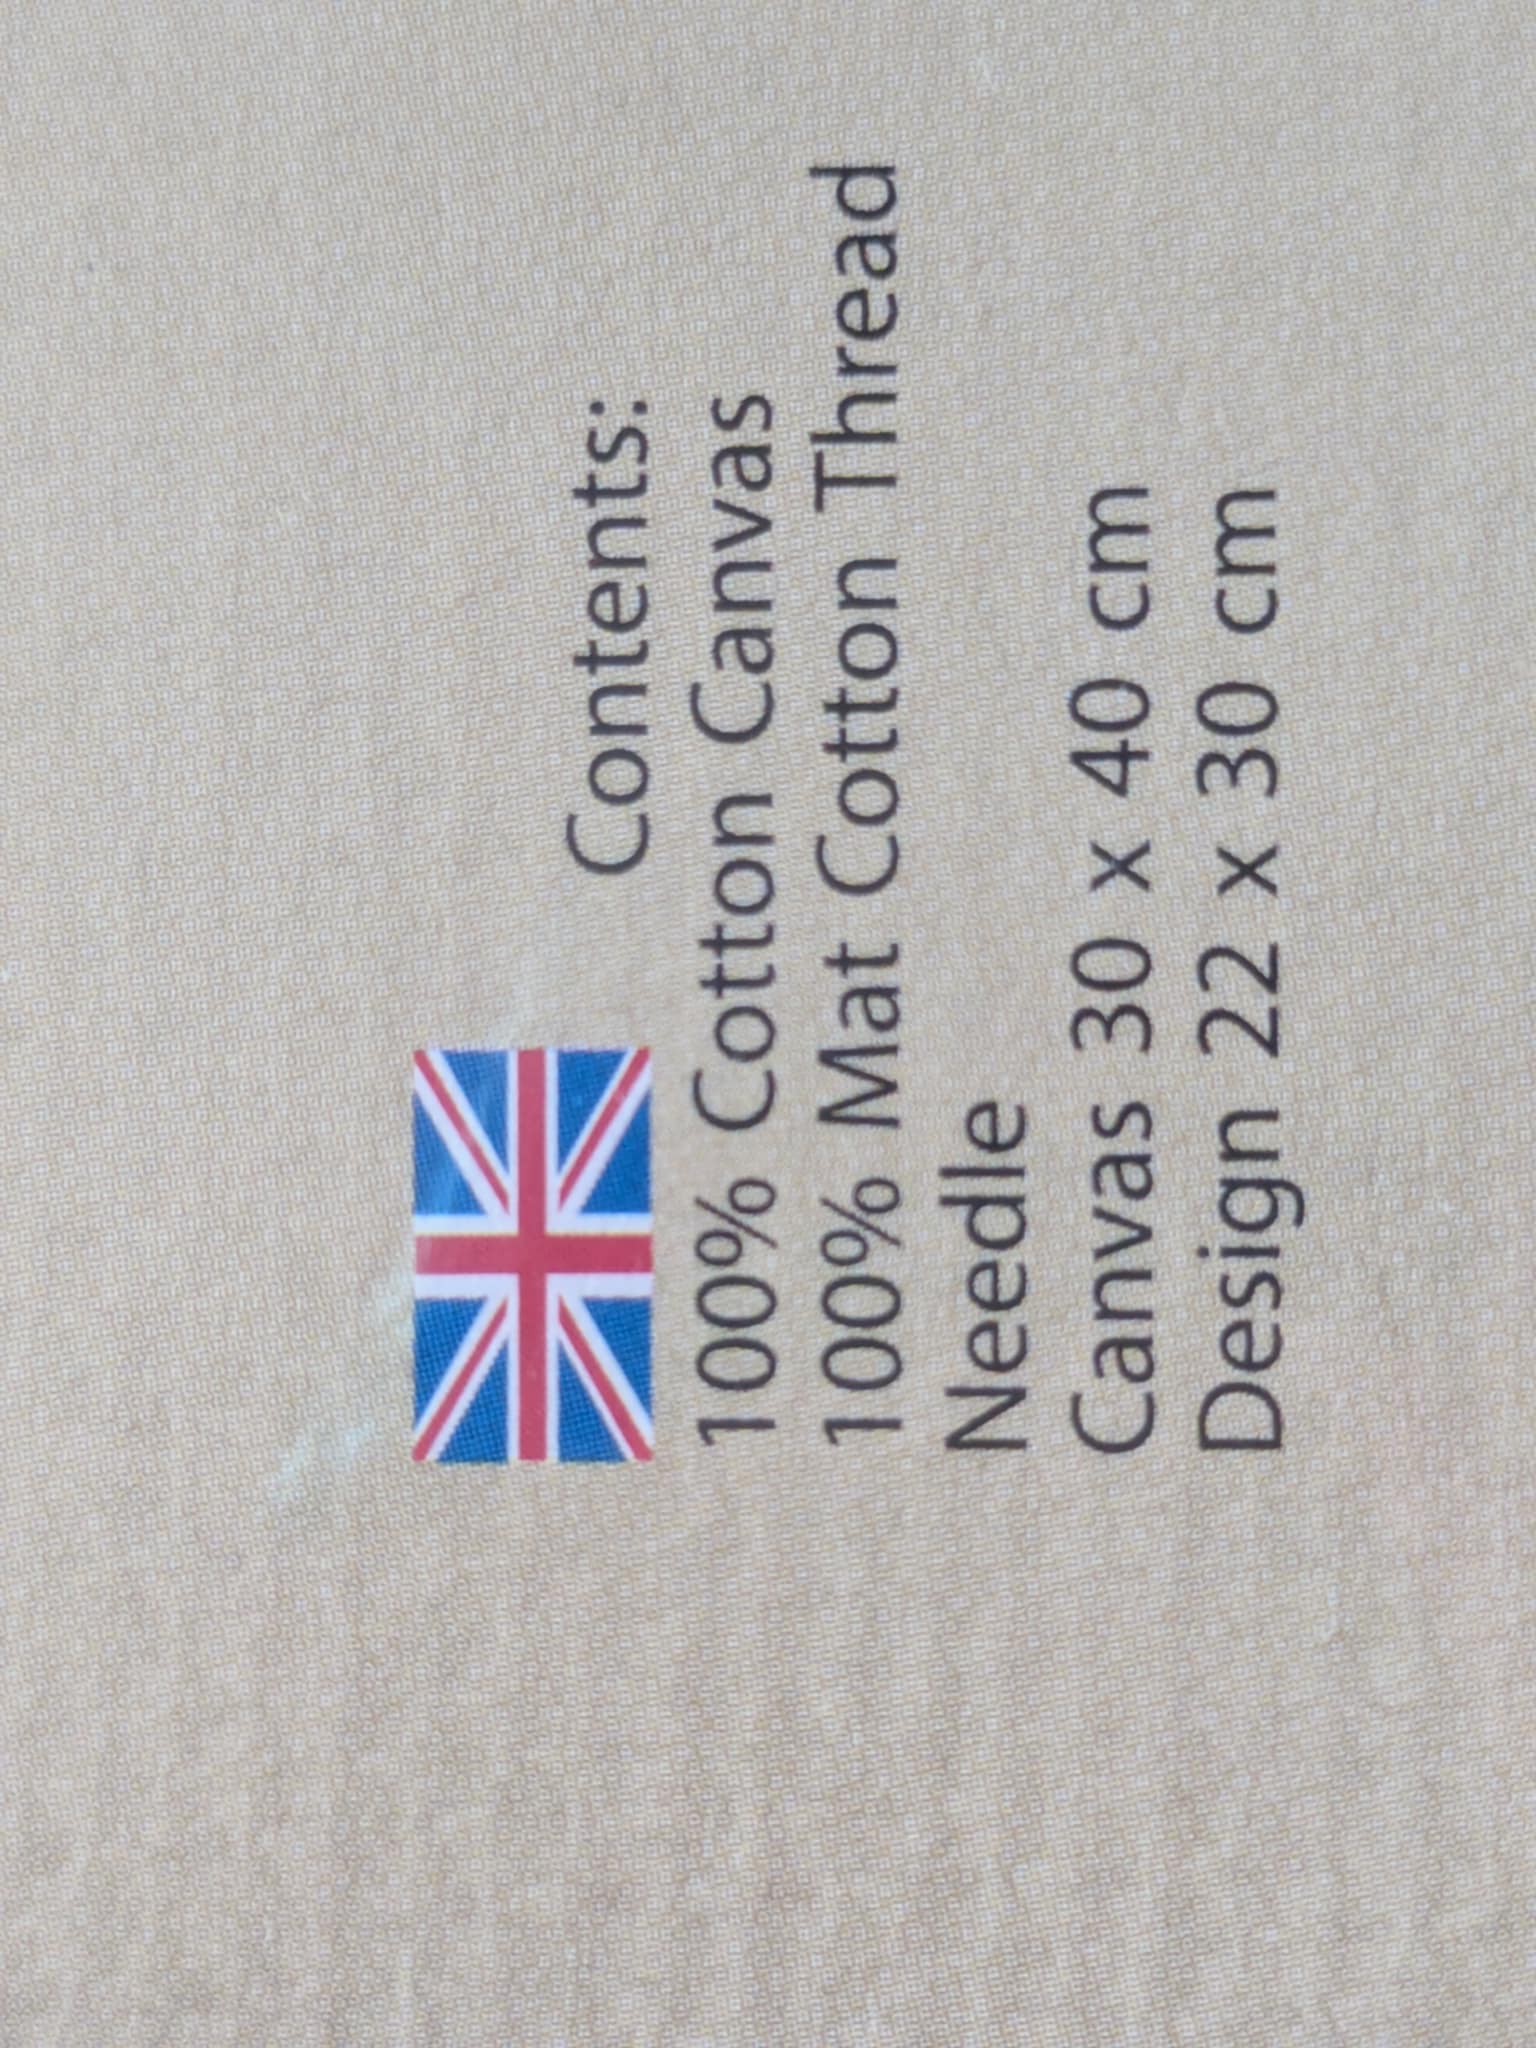 Contents:
100% Cotton Canvas
100% Mat Cotton Thread
Needle
Canvas 30 x 40 cm
Design 22 x 30 cm